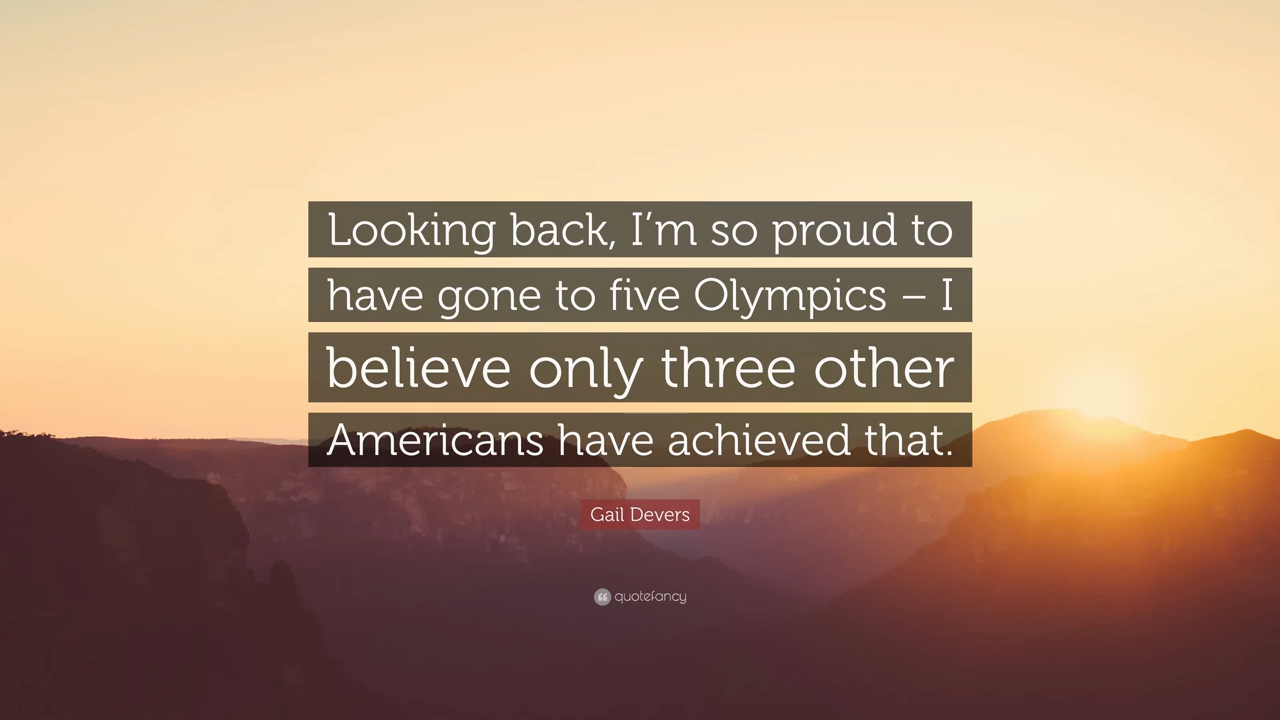 Looking back, I’m so proud to
have gone to five Olympics – I
believe only three other
Americans have achieved that.
Gail Devers
quotefancy